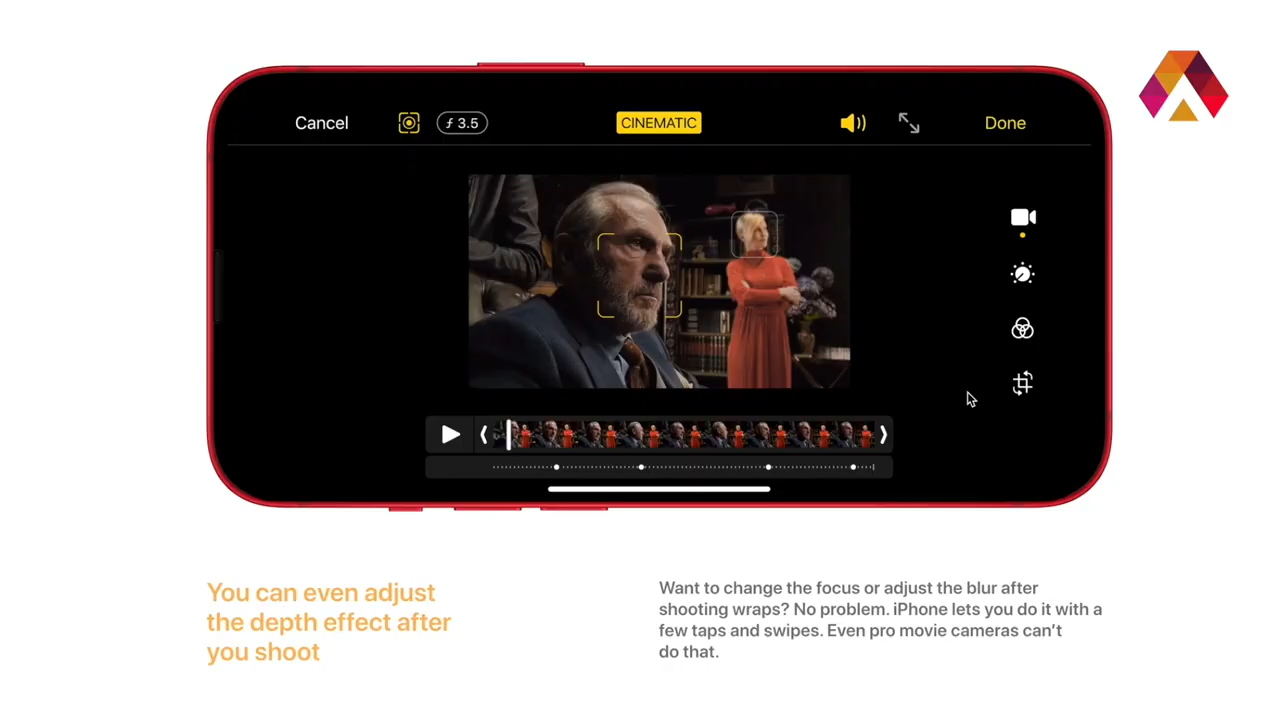 Cancel
ƒ 3.5
CINEMATIC
Done
You can even adjust
the depth effect after
you shoot
Want to change the focus or adjust the blur after
shooting wraps? No problem. iPhone lets you do it with a
few taps and swipes. Even pro movie cameras can’t
do that.